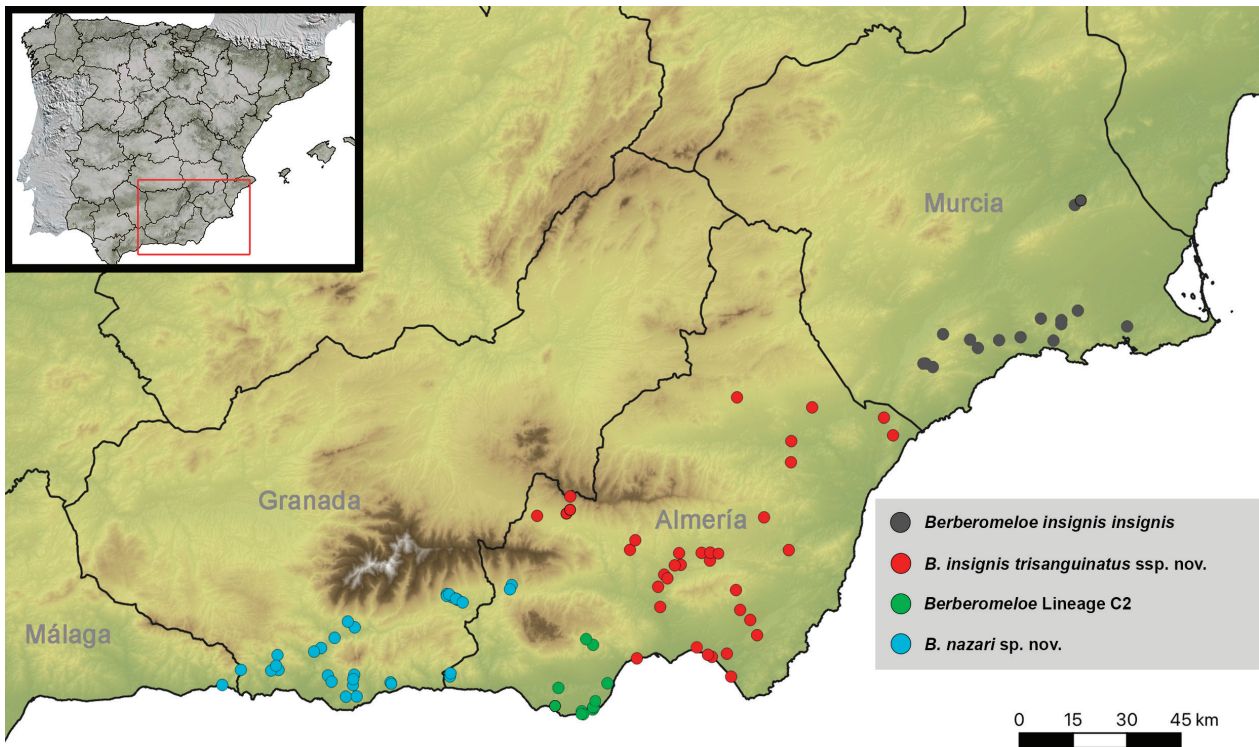 Murcia
Granada
Almería
Málaga
Berberomeloe insignis insignis
B. insignis trisanguinatus ssp. nov.
Berberomeloe Lineage C2
B. nazari sp. nov.
0 15 30 45 km